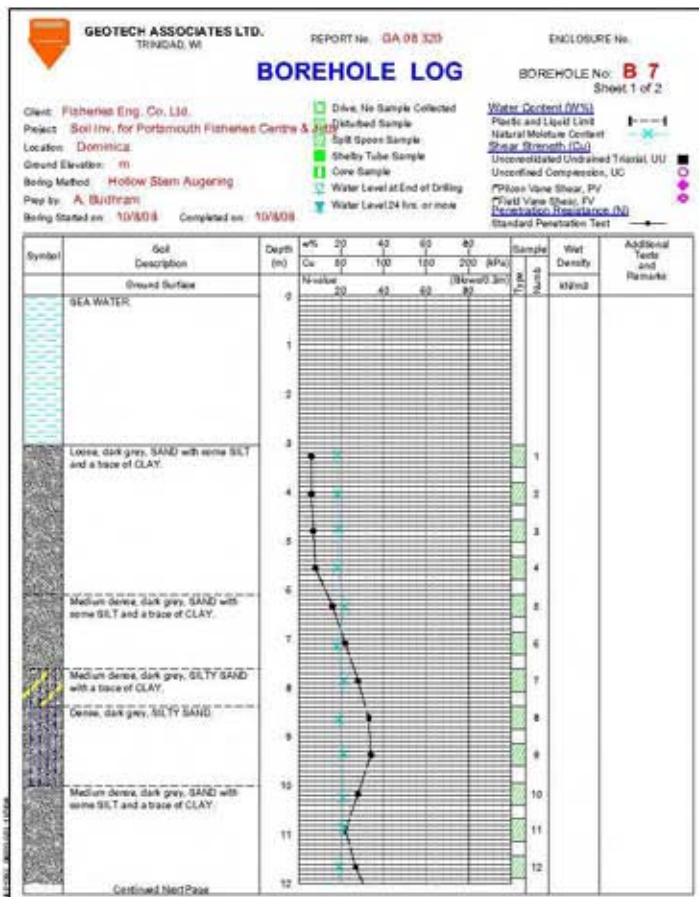 GEOTECH ASSOCIATES LTD.
TRINIDAD, WI
REPORT No. GA 08 320
ENCLOSURE No.
BOREHOLE LOG
BOREHOLE No: B 7
Sheet 1 of 2
Client: Fisheries Eng. Co. Ltd.
Project: Soil Inv. for Portsmouth Fisheries Centre & Jetty
Location: Dominica
Ground Elevation: m
Boring Method: Hollow Stem Augering
Prep by: A. Budhram
Boring Started on: 10/8/08 Completed on: 10/8/08
Drive, No Sample Collected
Disturbed Sample
Split Spoon Sample
Shelby Tube Sample
Core Sample
Water Level at End of Drilling
Water Level 24 hrs. or more
Water Content (W%)
Plastic and Liquid Limit
Natural Moisture Content
Shear Strength (Cu)
Unconsolidated Undrained Triaxial, UU
Unconfined Compression, UC
Pilcon Vane Shear, PV
Field Vane Shear, FV
Penetration Resistance (N)
Standard Penetration Test
Symbol
Soil Description
Ground Surface
Depth (m)
w% 20 40 60 80
Cu 50 100 150 200 (kPa)
N-value (Blows/0.3m)
20 40 60 80
Sample
Type
Numb
Wet Density
kN/m3
Additional Tests and Remarks
0
SEA WATER.
1
2
3
Loose, dark grey, SAND with some SILT
and a trace of CLAY.
1
4
2
3
5
4
6
Medium dense, dark grey, SAND with
some SILT and a trace of CLAY.
5
7
6
Medium dense, dark grey, SILTY SAND
with a trace of CLAY.
7
8
Dense, dark grey, SILTY SAND.
8
9
9
10
Medium dense, dark grey, SAND with
some SILT and a trace of CLAY.
10
11
11
12
12
Continued Next Page